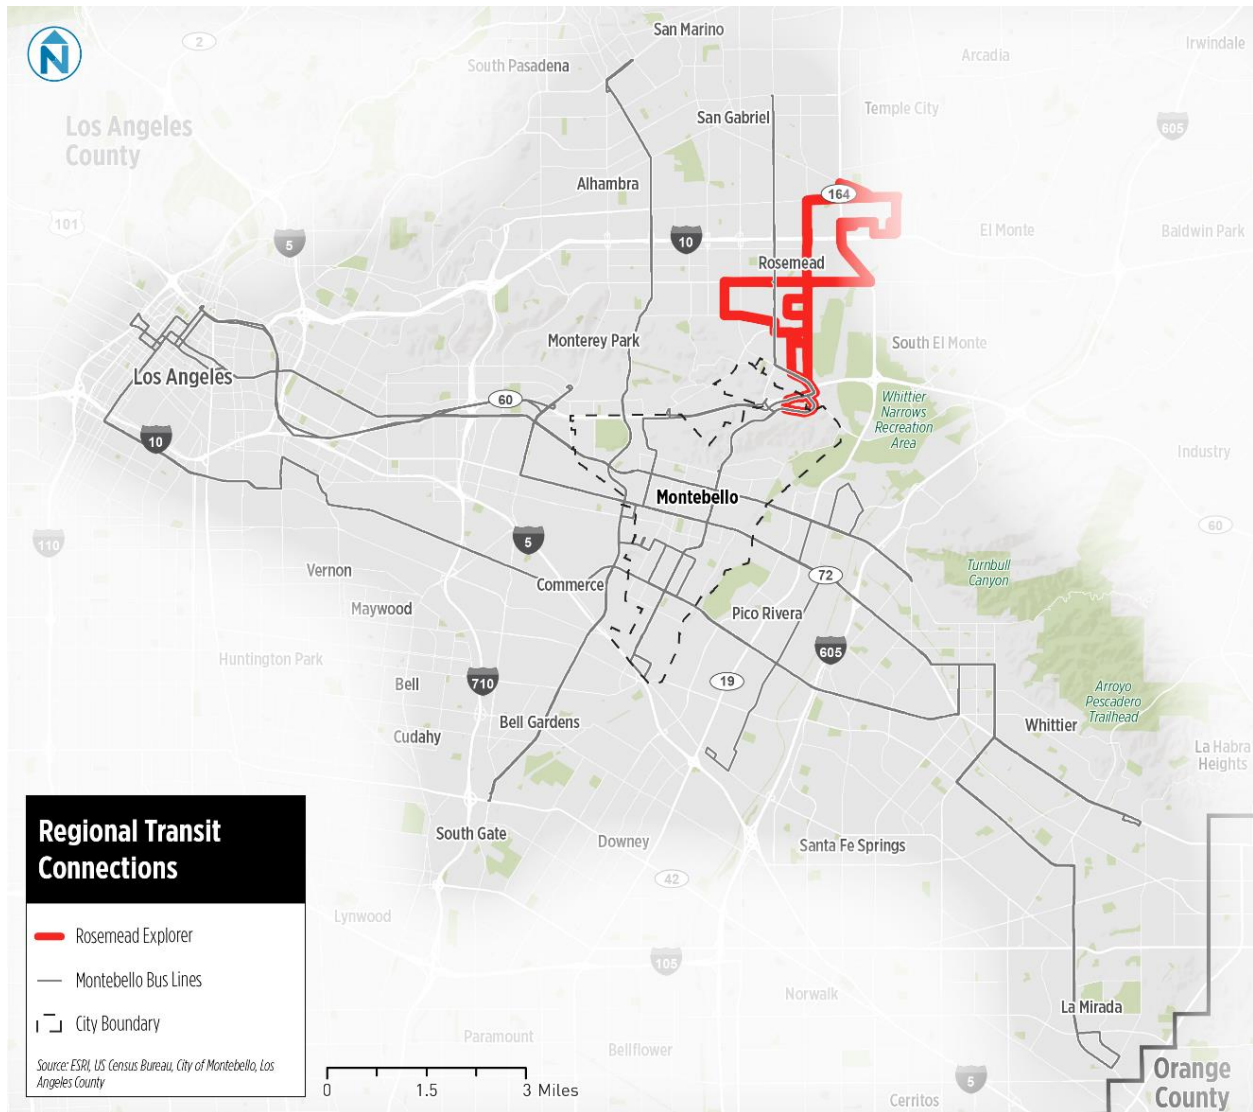 N
2
San Marino
South Pasadena
Arcadia
Irwindale
Los Angeles
County
San Gabriel
Temple City
605
Alhambra
164
101
5
10
El Monte
Baldwin Park
Rosemead
Monterey Park
South El Monte
Los Angeles
60
Whittier
Narrows
Recreation
Area
10
Industry
Montebello
60
110
5
Turnbull
Canyon
Vernon
Commerce
72
Maywood
Pico Rivera
605
Huntington Park
Bell
710
19
Arroyo
Pescadero
Trailhead
Bell Gardens
Whittier
Cudahy
La Habra
Heights
South Gate
Downey
Santa Fe Springs
42
Lynwood
105
Norwalk
La Mirada
Paramount
Bellflower
5
Cerritos
Orange
County
Regional Transit
Connections
Rosemead Explorer
Montebello Bus Lines
City Boundary
Source: ESRI, US Census Bureau, City of Montebello, Los
Angeles County
0 1.5 3 Miles